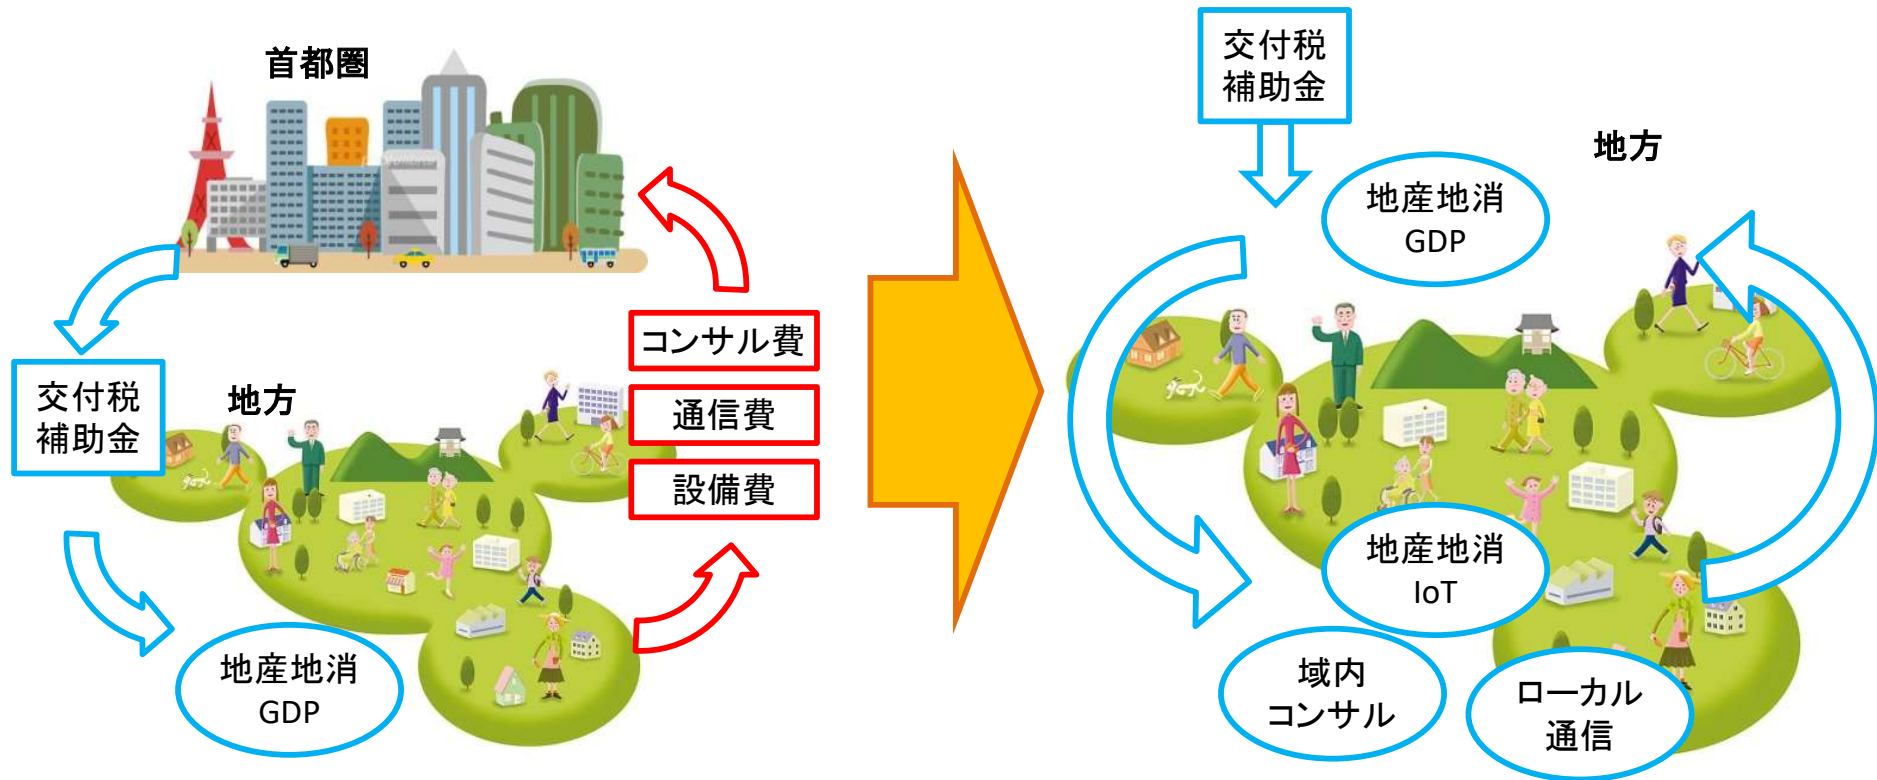 首都圏
交付税
補助金
地方
コンサル費
通信費
設備費
地産地消
GDP
交付税
補助金
地方
地産地消
GDP
地産地消
IoT
域内
コンサル
ローカル
通信